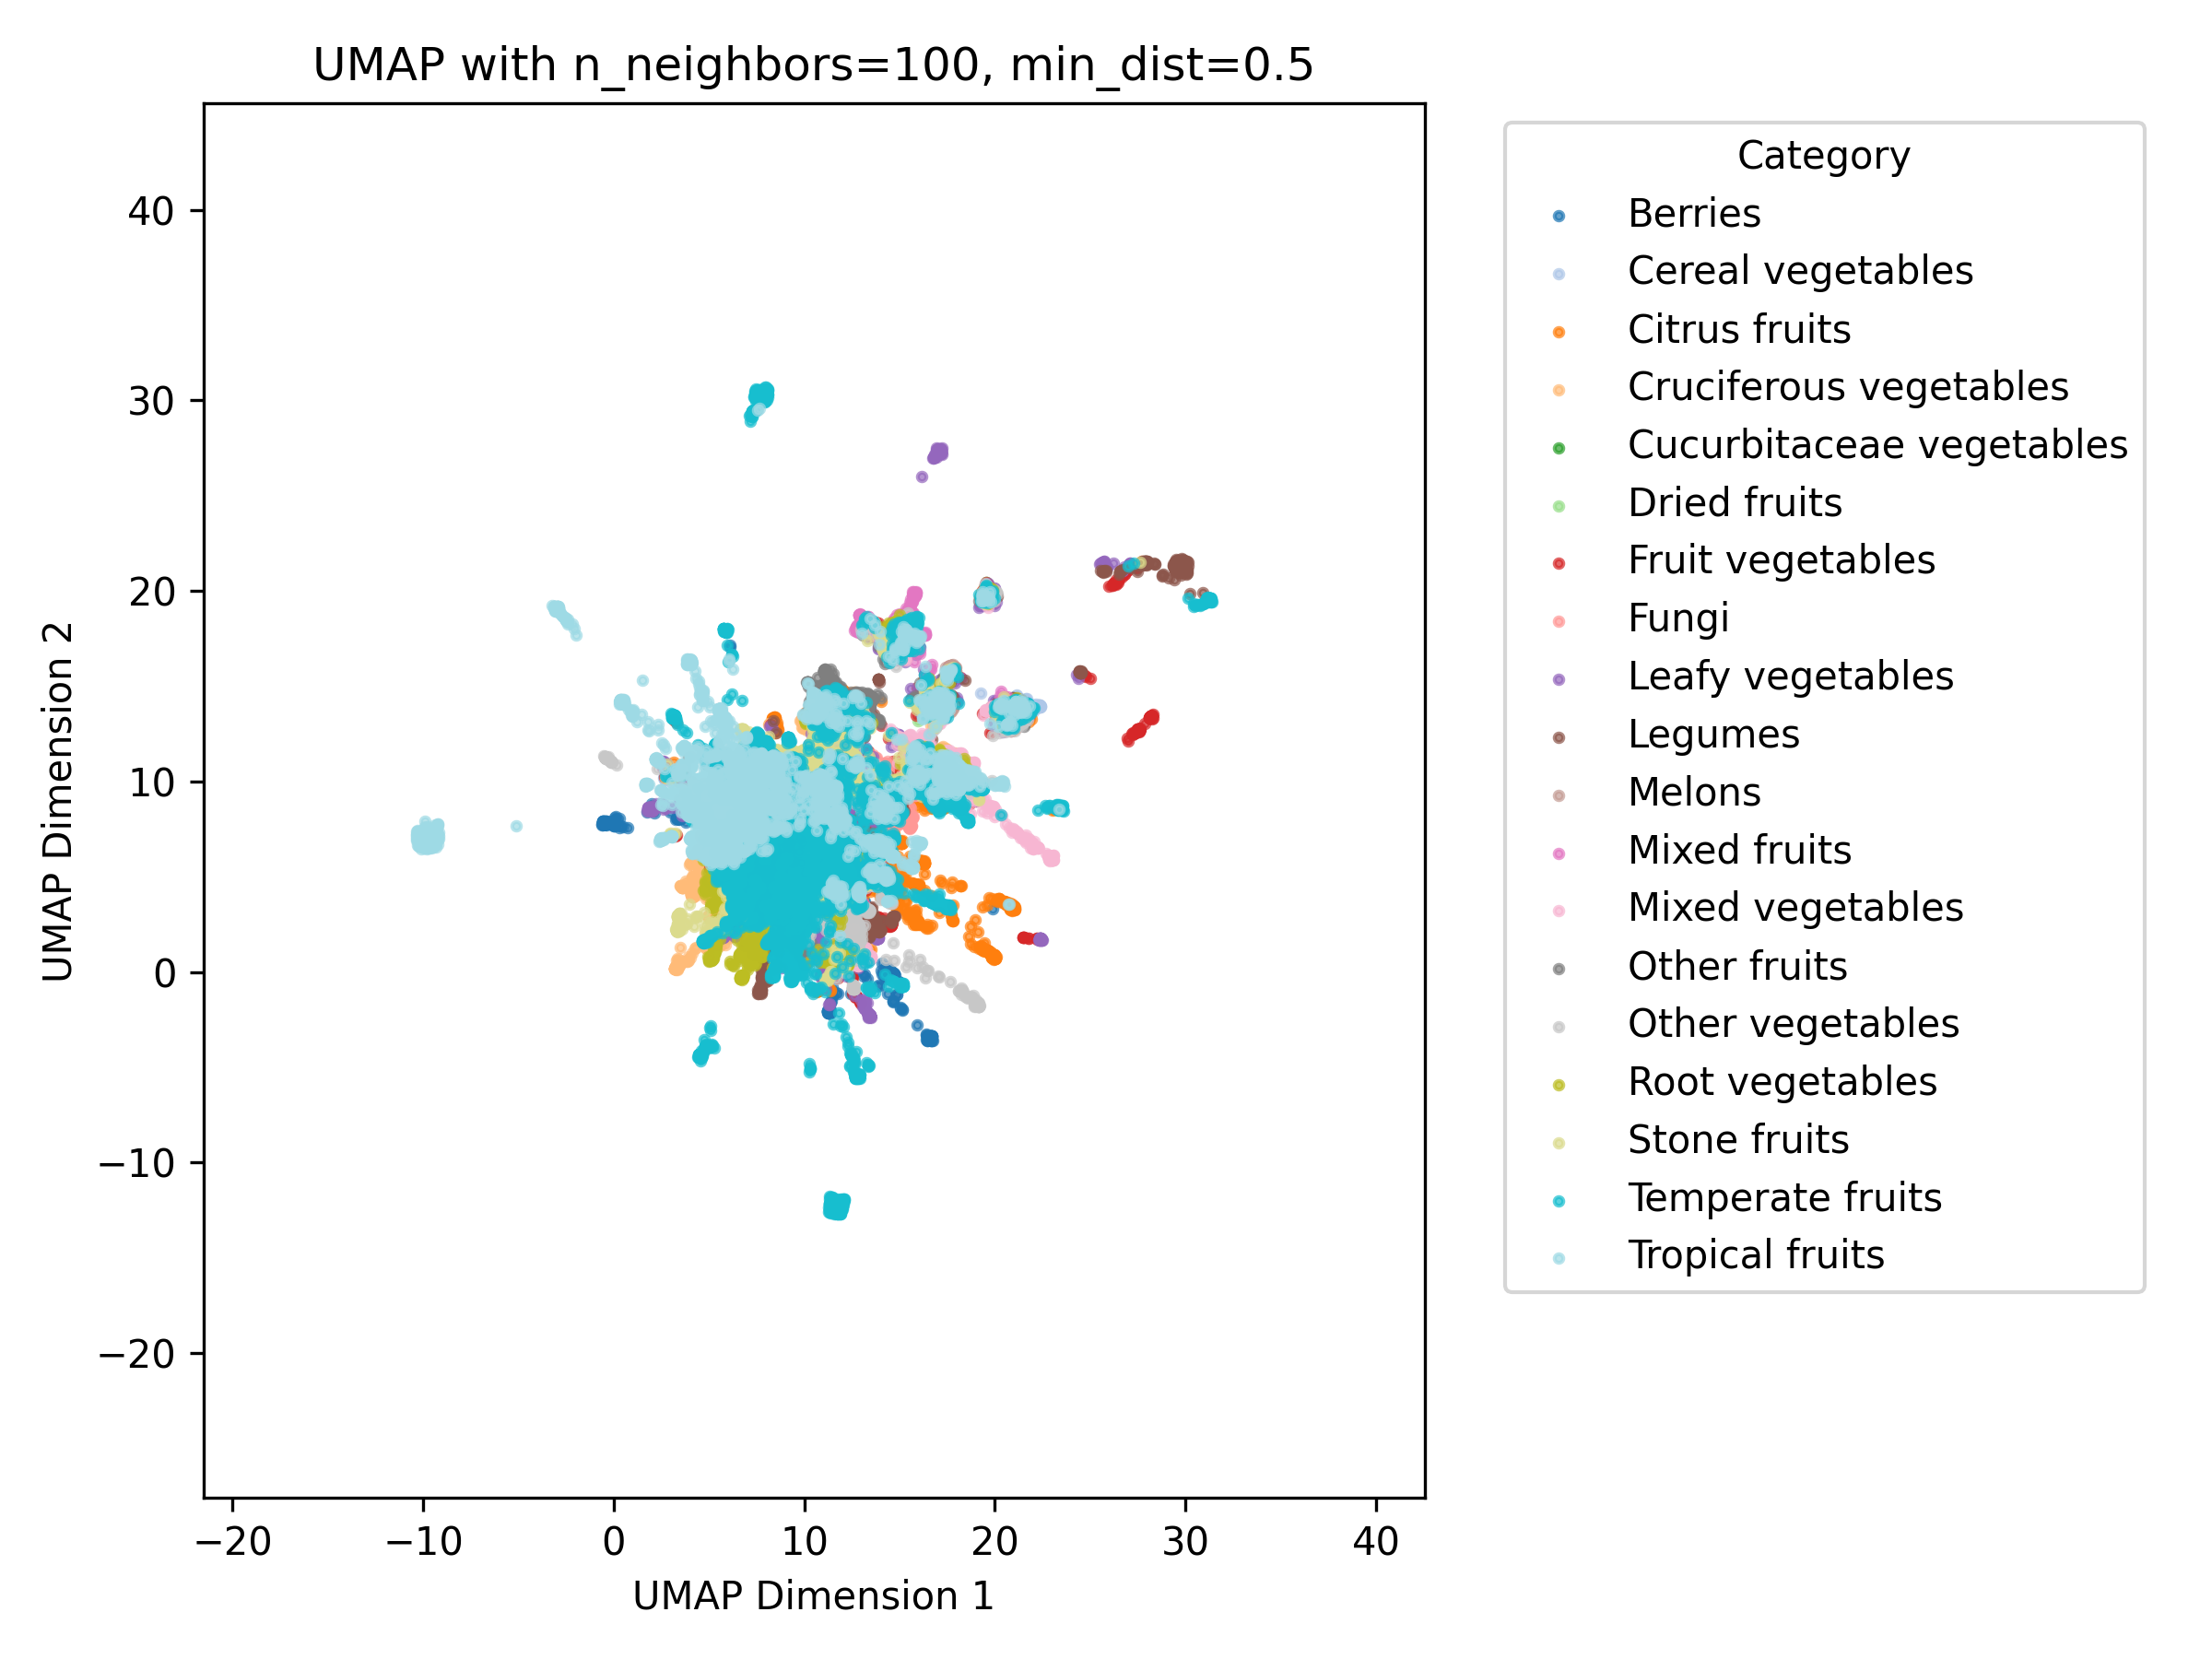 UMAP with n_neighbors=100, min_dist=0.5
40
30
20
10
0
−10
−20
UMAP Dimension 2
−20
−10
0
10
20
30
40
UMAP Dimension 1
Category
Berries
Cereal vegetables
Citrus fruits
Cruciferous vegetables
Cucurbitaceae vegetables
Dried fruits
Fruit vegetables
Fungi
Leafy vegetables
Legumes
Melons
Mixed fruits
Mixed vegetables
Other fruits
Other vegetables
Root vegetables
Stone fruits
Temperate fruits
Tropical fruits